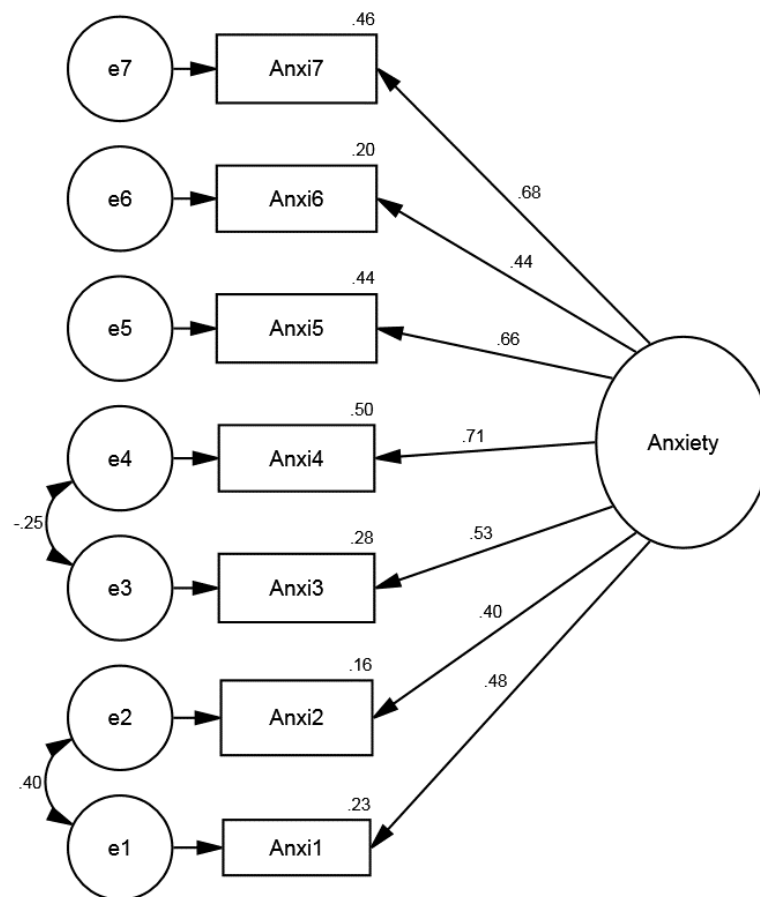 .46
e7
Anxi7
.68
.20
e6
Anxi6
.44
.44
e5
Anxi5
.66
Anxiety
.50
e4
Anxi4
.71
-.25
.28
e3
Anxi3
.53
.40
.16
e2
Anxi2
.48
.40
.23
e1
Anxi1